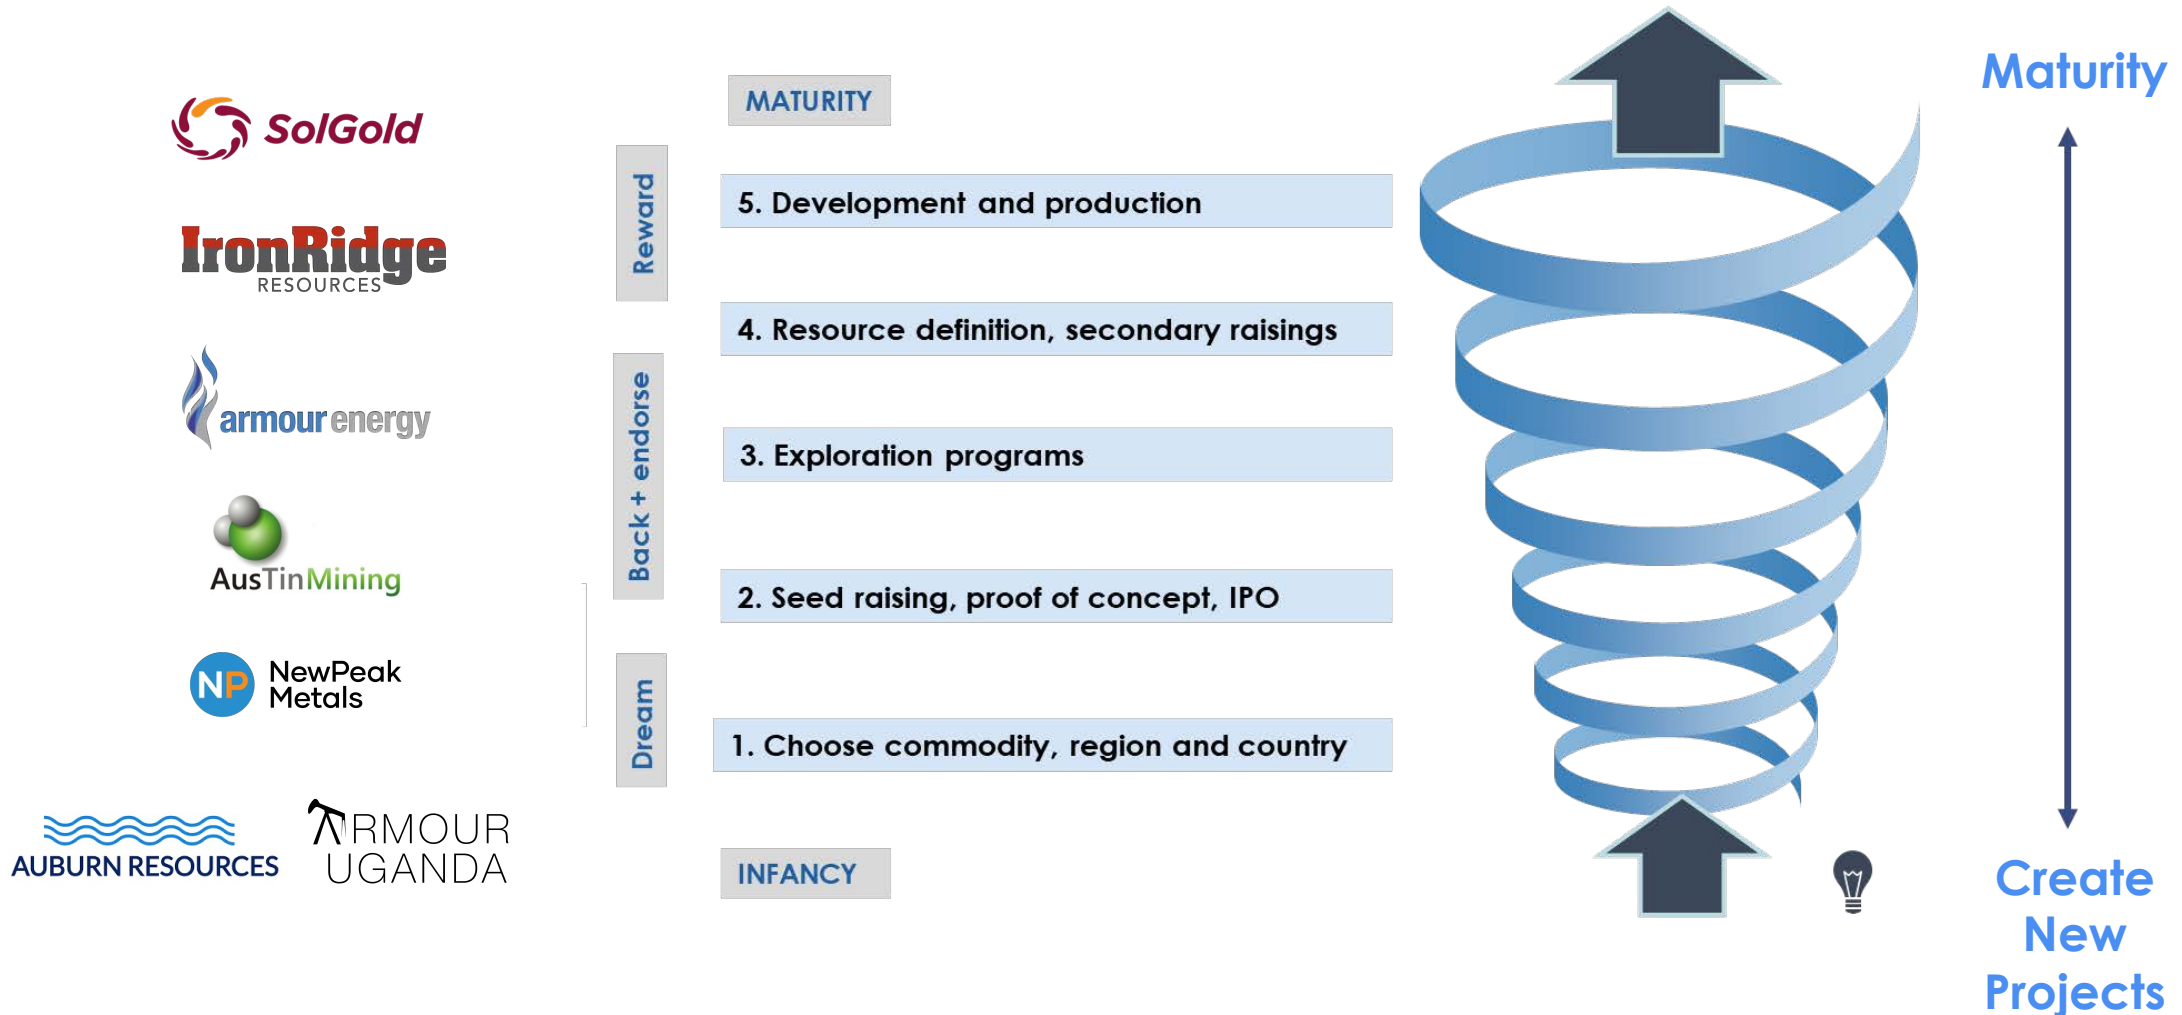 SolGold
IronRidge
RESOURCES
armour energy
AusTinMining
NP
NewPeak
Metals
AUBURN RESOURCES
ARMOUR
UGANDA
MATURITY
Reward
5. Development and production
4. Resource definition, secondary raisings
Back + endorse
3. Exploration programs
2. Seed raising, proof of concept, IPO
Dream
1. Choose commodity, region and country
INFANCY
Maturity
Create
New
Projects